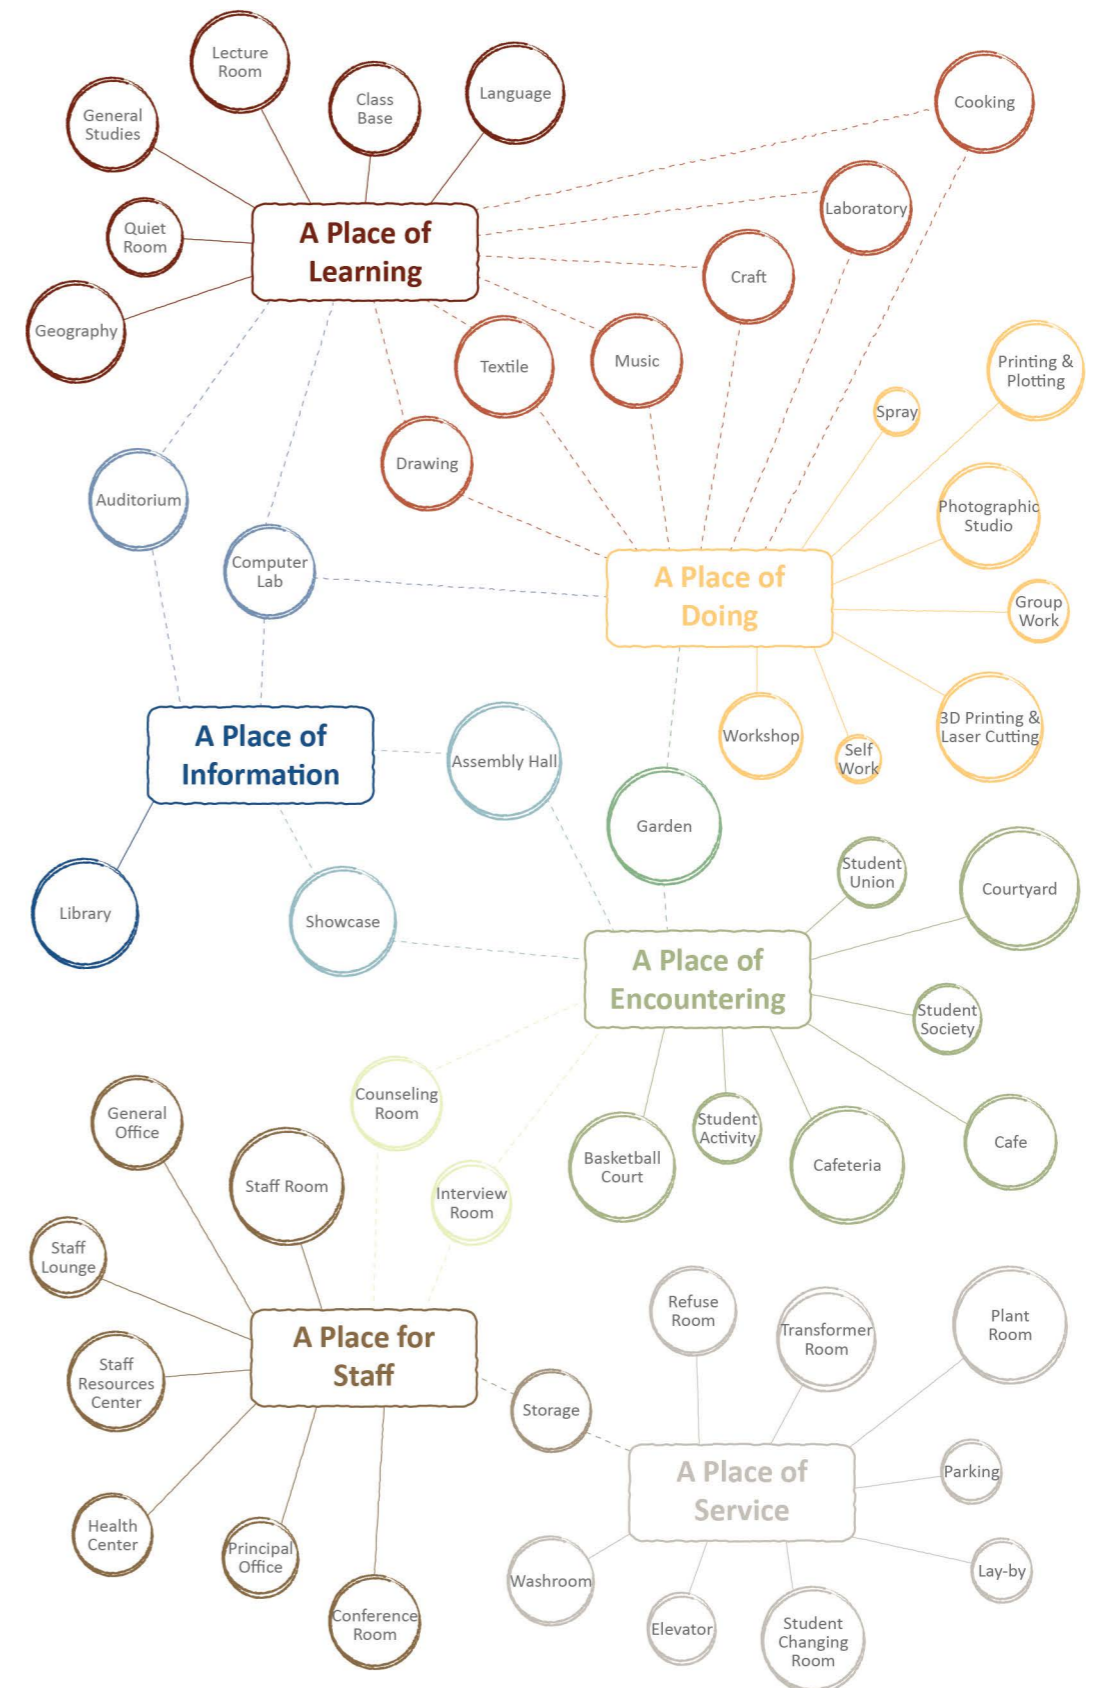 Lecture
Room
General
Studies
Class
Base
Language
Cooking
Quiet
Room
A Place of
Learning
Laboratory
Craft
Geography
Textile
Music
Printing &
Plotting
Spray
Drawing
Auditorium
Photographic
Studio
Computer
Lab
A Place of
Doing
Group
Work
A Place of
Information
Assembly Hall
Workshop
Self
Work
3D Printing &
Laser Cutting
Garden
Library
Showcase
Student
Union
Courtyard
A Place of
Encountering
Student
Society
Counseling
Room
General
Office
Staff Room
Interview
Room
Basketball
Court
Student
Activity
Cafeteria
Cafe
Staff
Lounge
A Place for
Staff
Staff
Resources
Center
Refuse
Room
Transformer
Room
Plant
Room
Storage
A Place of
Service
Parking
Health
Center
Principal
Office
Conference
Room
Washroom
Elevator
Student
Changing
Room
Lay-by